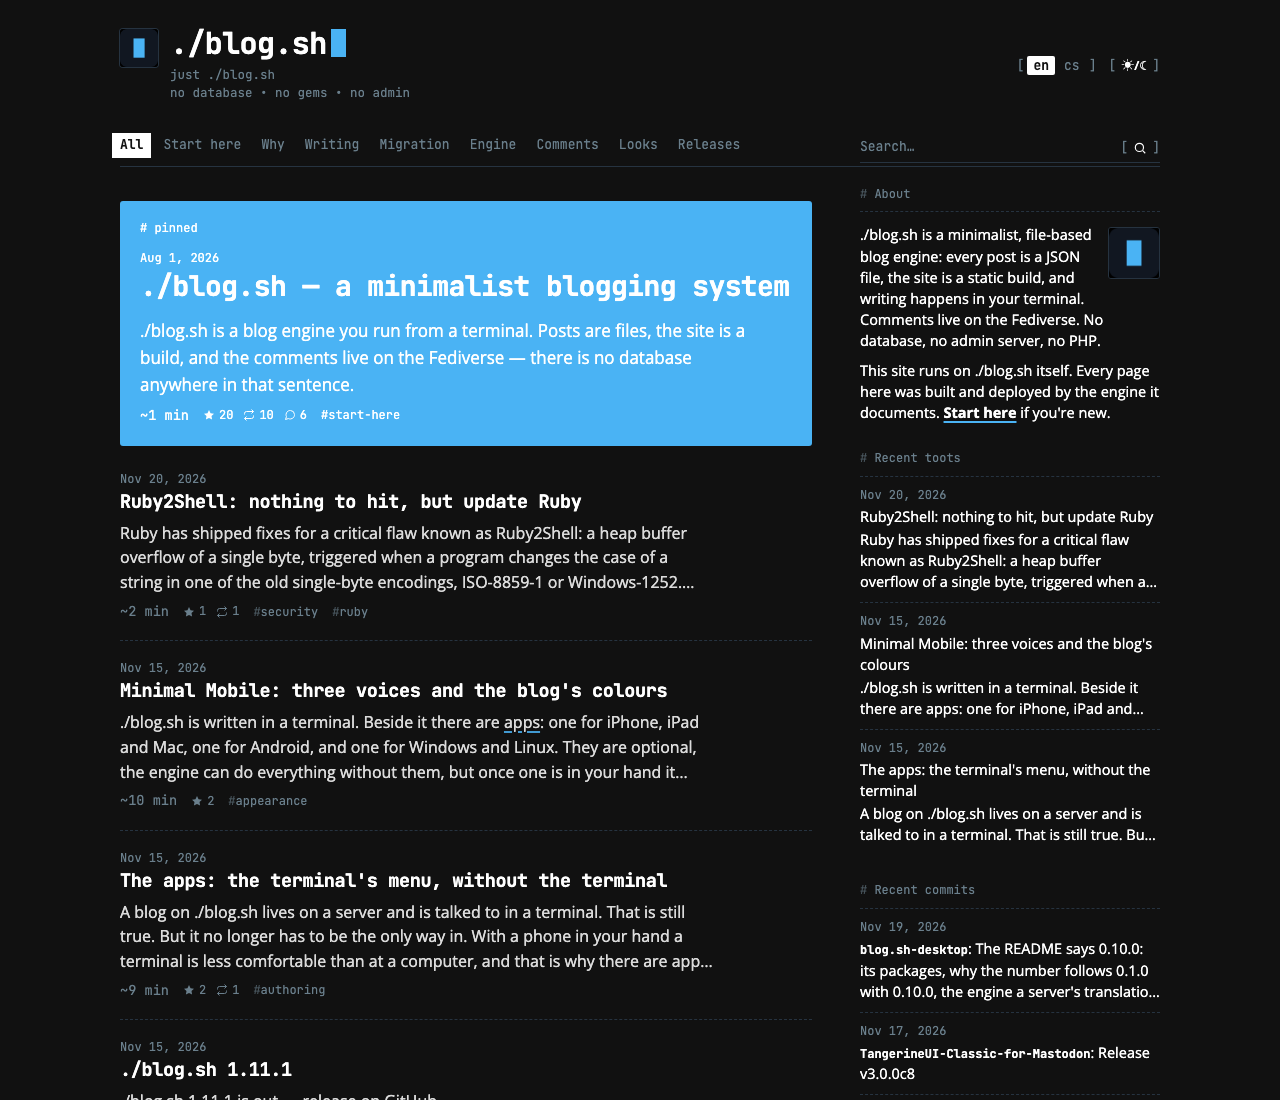 ./blog.sh
just ./blog.sh
no database • no gems • no admin
[ en cs ] [ ☀/☾ ]
All Start here Why Writing Migration Engine Comments Looks Releases
Search… [ ]
# pinned
Aug 1, 2026
./blog.sh — a minimalist blogging system
./blog.sh is a blog engine you run from a terminal. Posts are files, the site is a
build, and the comments live on the Fediverse — there is no database
anywhere in that sentence.
~1 min ★ 20 10 6 #start-here
Nov 20, 2026
Ruby2Shell: nothing to hit, but update Ruby
Ruby has shipped fixes for a critical flaw known as Ruby2Shell: a heap buffer
overflow of a single byte, triggered when a program changes the case of a
string in one of the old single-byte encodings, ISO-8859-1 or Windows-1252....
~2 min ★ 1 1 #security #ruby
Nov 15, 2026
Minimal Mobile: three voices and the blog's colours
./blog.sh is written in a terminal. Beside it there are apps: one for iPhone, iPad
and Mac, one for Android, and one for Windows and Linux. They are optional,
the engine can do everything without them, but once one is in your hand it...
~10 min ★ 2 #appearance
Nov 15, 2026
The apps: the terminal's menu, without the terminal
A blog on ./blog.sh lives on a server and is talked to in a terminal. That is still
true. But it no longer has to be the only way in. With a phone in your hand a
terminal is less comfortable than at a computer, and that is why there are app...
~9 min ★ 2 1 #authoring
Nov 15, 2026
./blog.sh 1.11.1
./blog.sh 1.11.1 is out — release on GitHub
# About
./blog.sh is a minimalist, file-based
blog engine: every post is a JSON
file, the site is a static build, and
writing happens in your terminal.
Comments live on the Fediverse. No
database, no admin server, no PHP.
This site runs on ./blog.sh itself. Every page
here was built and deployed by the engine it
documents. Start here if you're new.
# Recent toots
Nov 20, 2026
Ruby2Shell: nothing to hit, but update Ruby
Ruby has shipped fixes for a critical flaw
known as Ruby2Shell: a heap buffer
overflow of a single byte, triggered when a...
Nov 15, 2026
Minimal Mobile: three voices and the blog's
colours
./blog.sh is written in a terminal. Beside it
there are apps: one for iPhone, iPad and...
Nov 15, 2026
The apps: the terminal's menu, without the
terminal
A blog on ./blog.sh lives on a server and is
talked to in a terminal. That is still true. Bu...
# Recent commits
Nov 19, 2026
blog.sh-desktop: The README says 0.10.0:
its packages, why the number follows 0.1.0
with 0.10.0, the engine a server's translatio...
Nov 17, 2026
TangerineUI-Classic-for-Mastodon: Release
v3.0.0c8